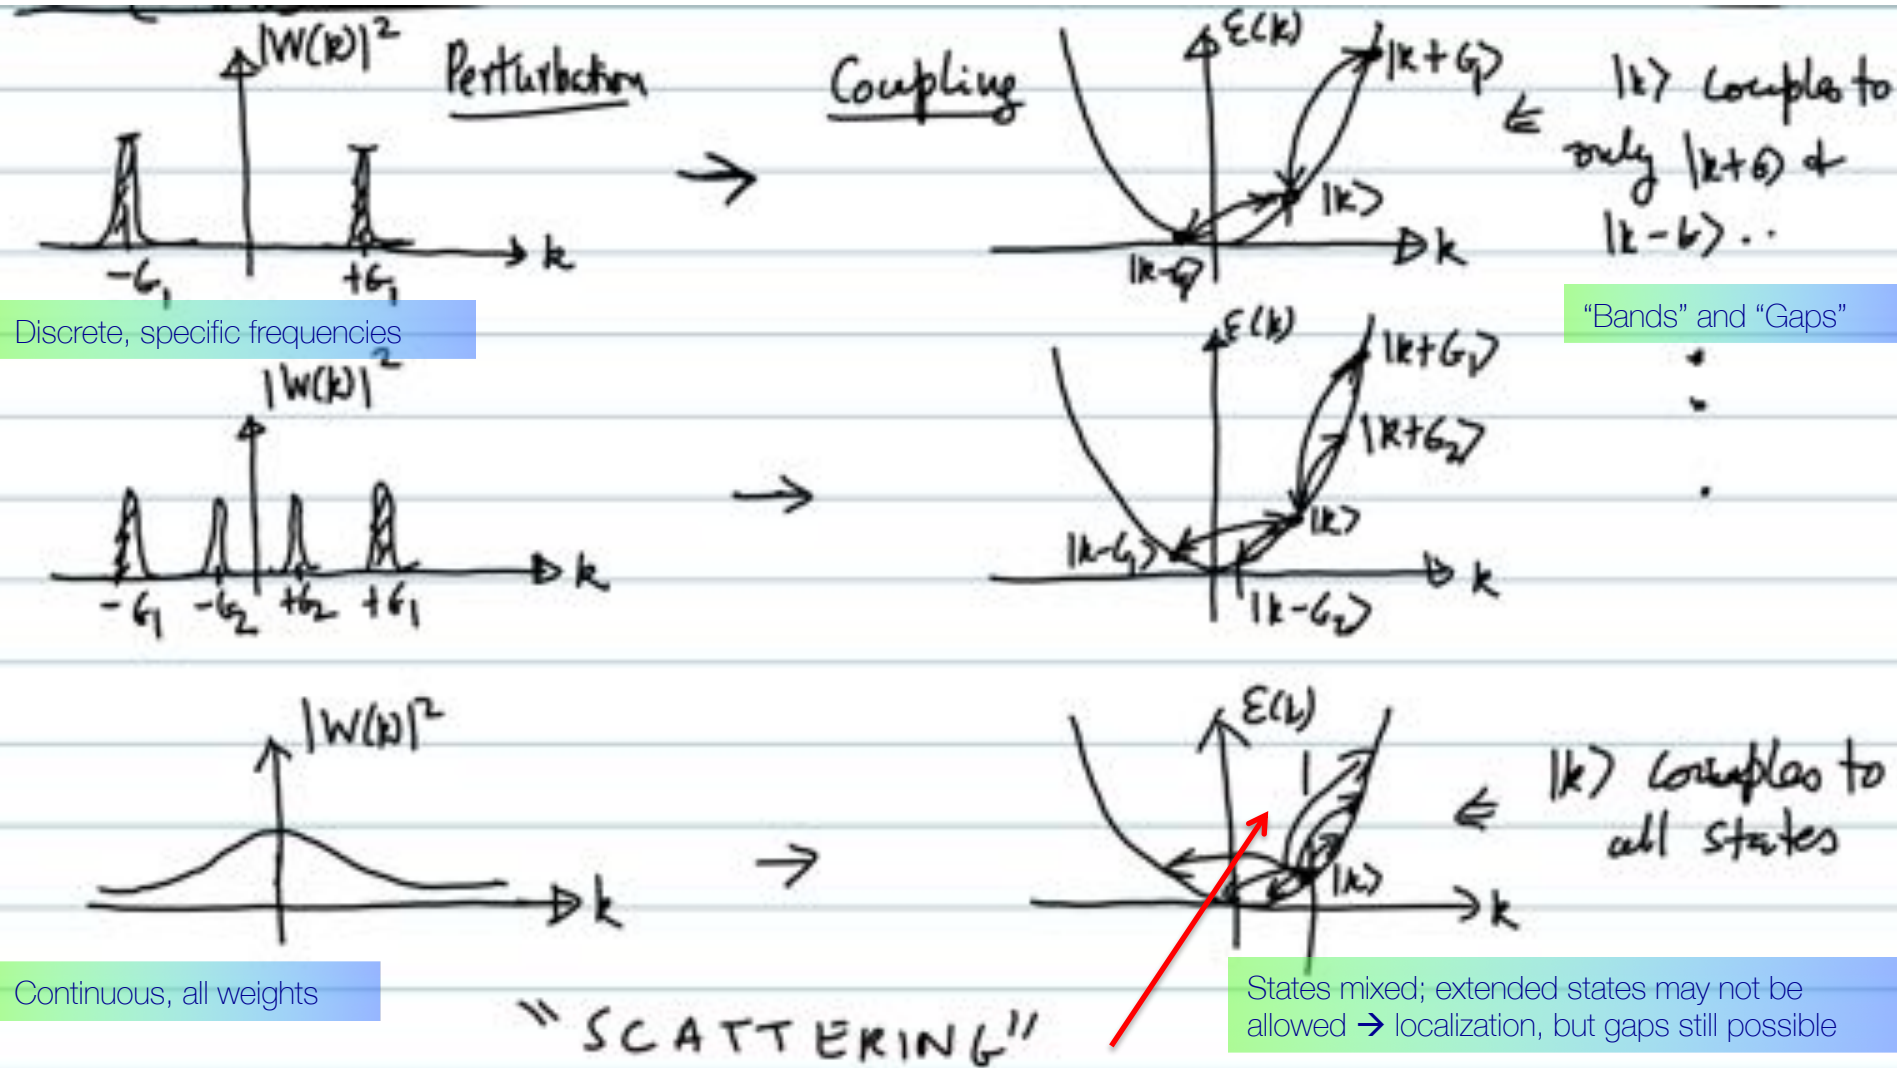 |W(k)|²
Perturbation
Coupling
ε(k)
|k+G⟩
|k⟩ couples to
only |k+G⟩ &
|k-G⟩ ..
|k⟩
|k-G⟩
k
k
-G₁
+G₁
Discrete, specific frequencies
“Bands” and “Gaps”
|W(k)|²
ε(k)
|k+G₁⟩
|k+G₂⟩
|k⟩
|k-G₁⟩
|k-G₂⟩
k
k
-G₁ -G₂ +G₂ +G₁
|W(k)|²
ε(k)
|k⟩ couples to
all states
|k⟩
k
k
Continuous, all weights
"SCATTERING"
States mixed; extended states may not be
allowed → localization, but gaps still possible